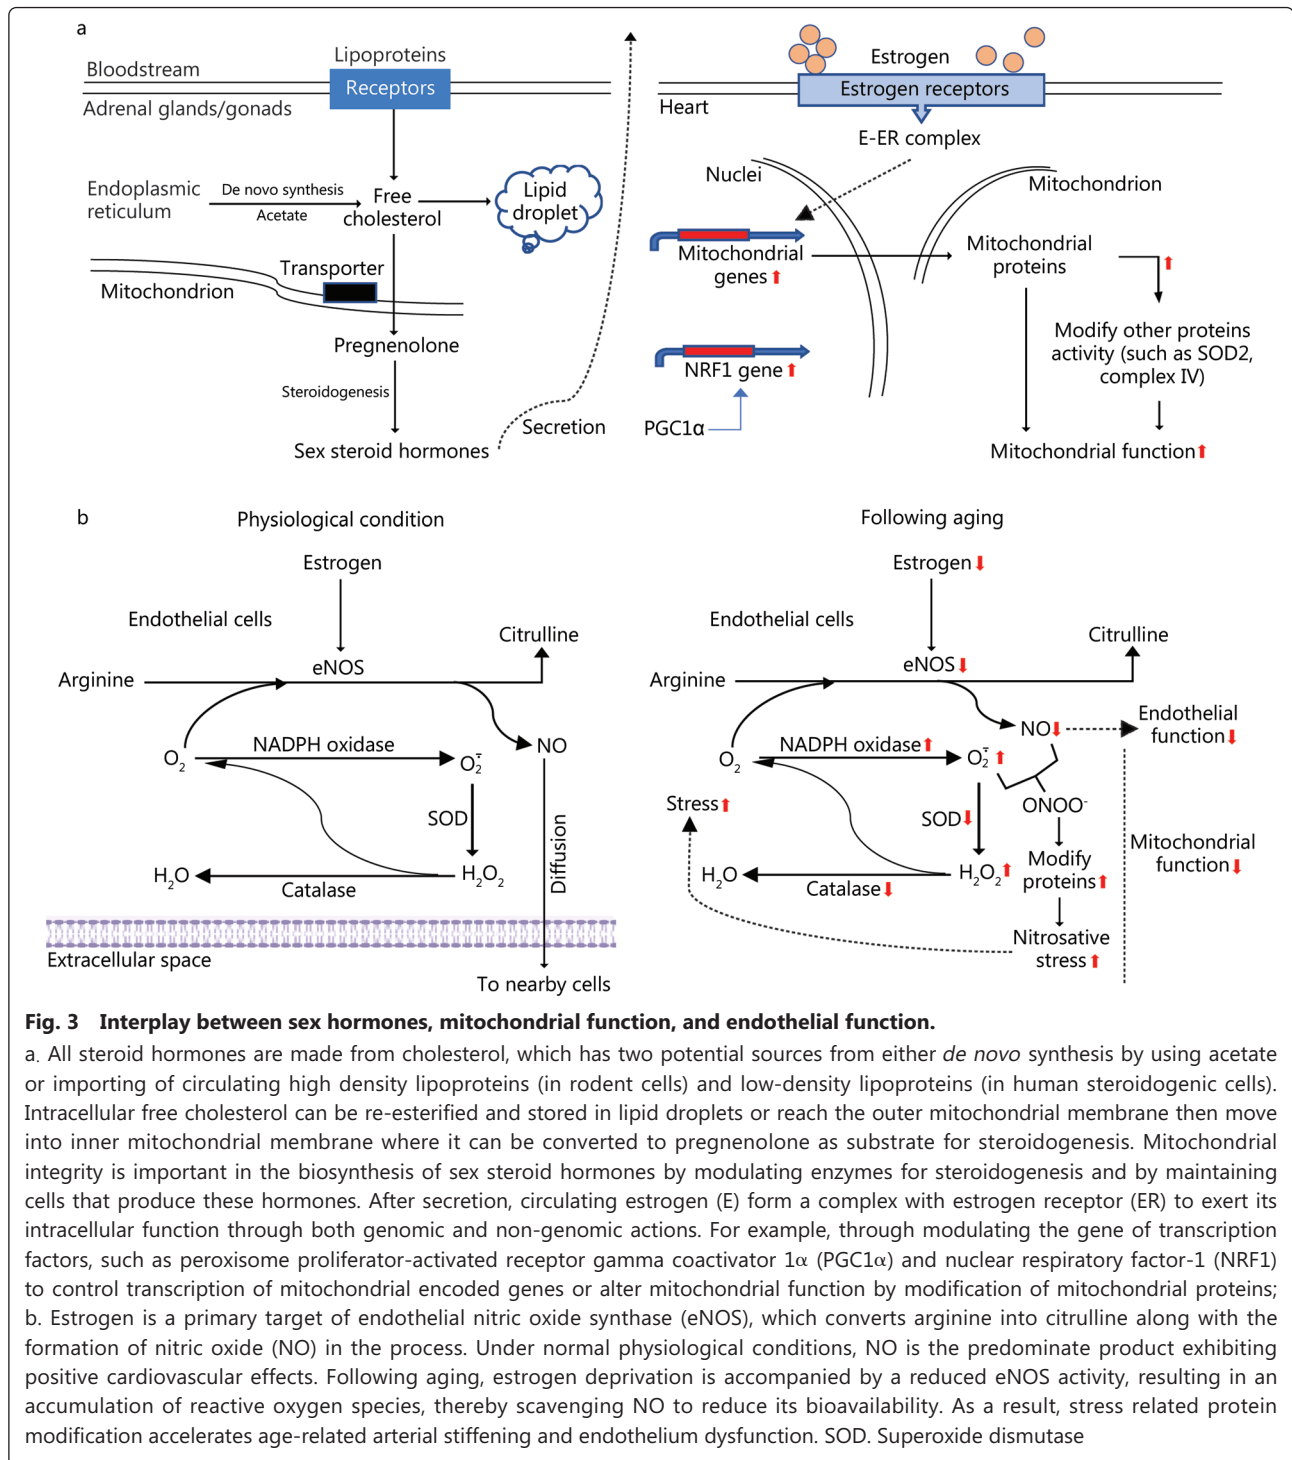 a
Lipoproteins
Bloodstream
Receptors
Adrenal glands/gonads
Endoplasmic
reticulum
De novo synthesis
Acetate
Free
cholesterol
Lipid
droplet
Transporter
Mitochondrion
Pregnenolone
Steroidogenesis
Sex steroid hormones
Secretion
Estrogen
Estrogen receptors
Heart
E-ER complex
Nuclei
Mitochondrion
Mitochondrial
genes
Mitochondrial
proteins
Modify other proteins
activity (such as SOD2,
complex IV)
NRF1 gene
PGC1α
Mitochondrial function
b
Physiological condition
Estrogen
Endothelial cells
Citrulline
eNOS
Arginine
O₂
NADPH oxidase
O₂⁻̇
NO
SOD
H₂O
Catalase
H₂O₂
Diffusion
Extracellular space
To nearby cells
Following aging
Estrogen
Endothelial cells
Citrulline
eNOS
Arginine
NO
Endothelial
function
O₂
NADPH oxidase
O₂⁻̇
ONOO⁻
Stress
SOD
Mitochondrial
function
H₂O
Catalase
H₂O₂
Modify
proteins
Nitrosative
stress
Fig. 3 Interplay between sex hormones, mitochondrial function, and endothelial function.
a. All steroid hormones are made from cholesterol, which has two potential sources from either de novo synthesis by using acetate
or importing of circulating high density lipoproteins (in rodent cells) and low-density lipoproteins (in human steroidogenic cells).
Intracellular free cholesterol can be re-esterified and stored in lipid droplets or reach the outer mitochondrial membrane then move
into inner mitochondrial membrane where it can be converted to pregnenolone as substrate for steroidogenesis. Mitochondrial
integrity is important in the biosynthesis of sex steroid hormones by modulating enzymes for steroidogenesis and by maintaining
cells that produce these hormones. After secretion, circulating estrogen (E) form a complex with estrogen receptor (ER) to exert its
intracellular function through both genomic and non-genomic actions. For example, through modulating the gene of transcription
factors, such as peroxisome proliferator-activated receptor gamma coactivator 1α (PGC1α) and nuclear respiratory factor-1 (NRF1)
to control transcription of mitochondrial encoded genes or alter mitochondrial function by modification of mitochondrial proteins;
b. Estrogen is a primary target of endothelial nitric oxide synthase (eNOS), which converts arginine into citrulline along with the
formation of nitric oxide (NO) in the process. Under normal physiological conditions, NO is the predominate product exhibiting
positive cardiovascular effects. Following aging, estrogen deprivation is accompanied by a reduced eNOS activity, resulting in an
accumulation of reactive oxygen species, thereby scavenging NO to reduce its bioavailability. As a result, stress related protein
modification accelerates age-related arterial stiffening and endothelium dysfunction. SOD. Superoxide dismutase